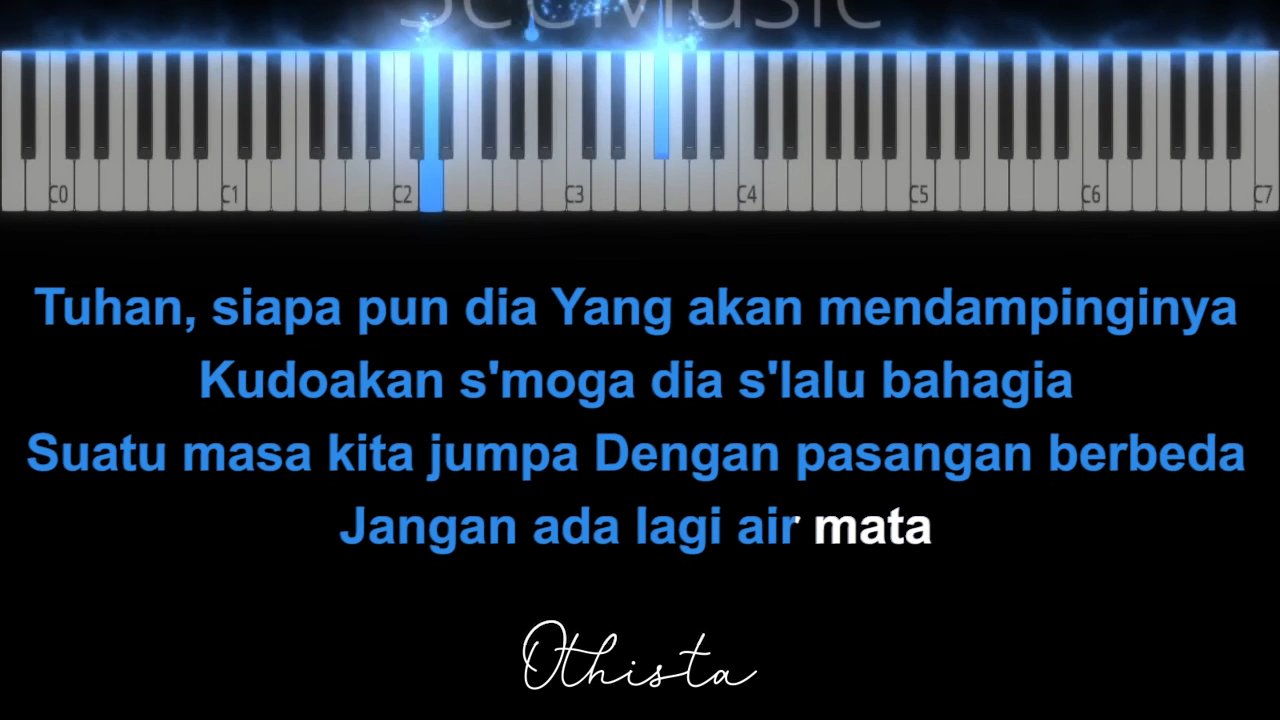 SeeMusic
C0 C1 C2 C3 C4 C5 C6 C7
Tuhan, siapa pun dia Yang akan mendampinginya
Kudoakan s'moga dia s'lalu bahagia
Suatu masa kita jumpa Dengan pasangan berbeda
Jangan ada lagi air mata
Othista